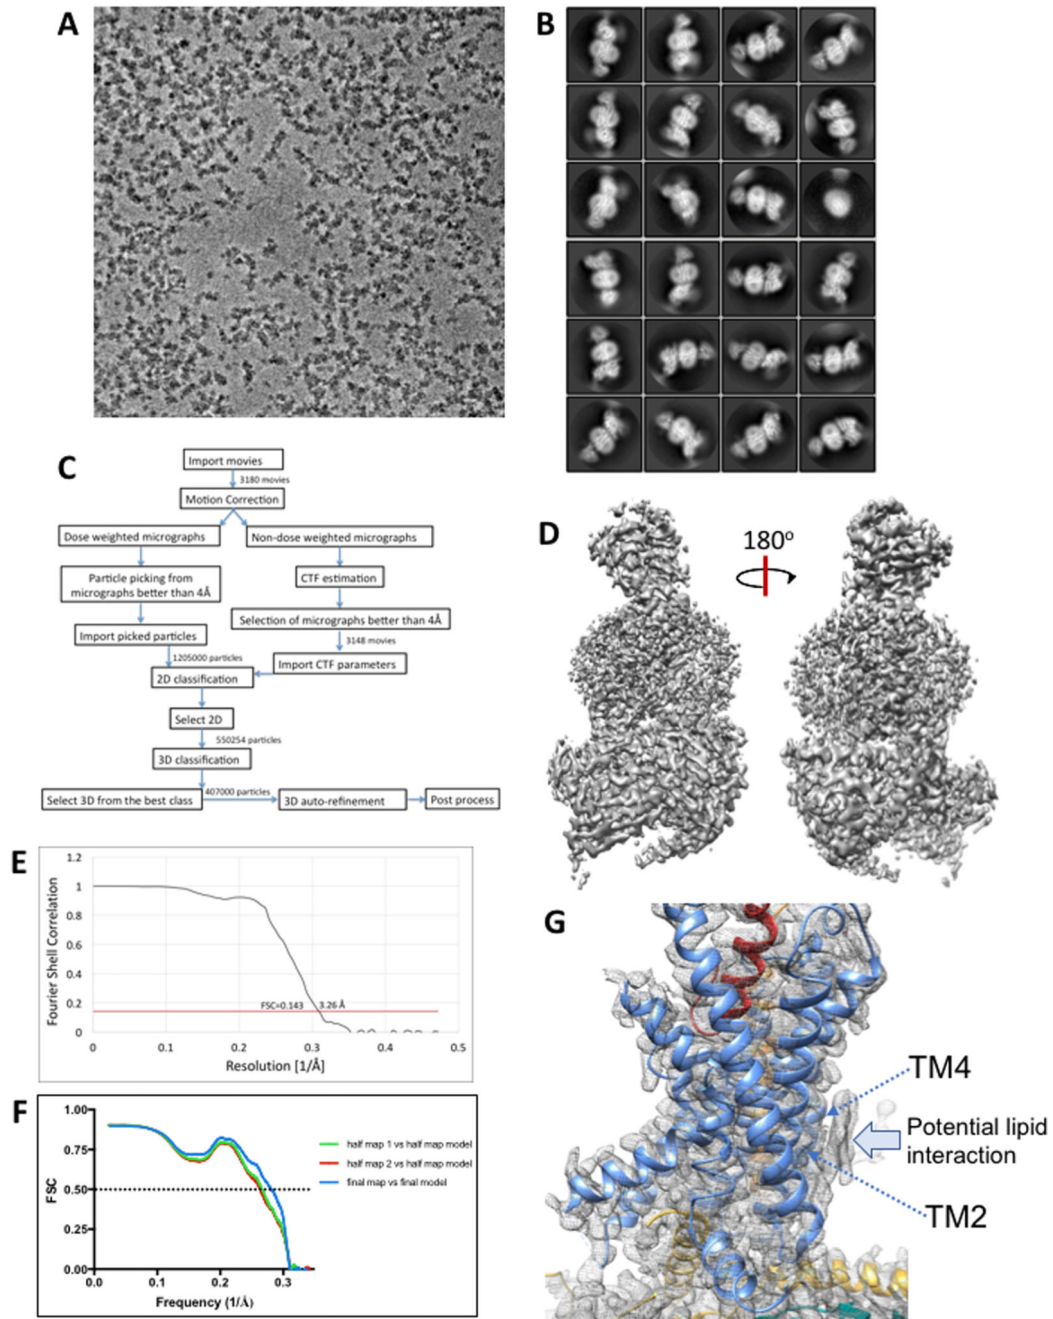 A
B
C
Import movies
3180 movies
Motion Correction
Dose weighted micrographs
Non-dose weighted micrographs
Particle picking from
micrographs better than 4Å
CTF estimation
Import picked particles
Selection of micrographs better than 4Å
3148 movies
1205000 particles
Import CTF parameters
2D classification
Select 2D
550254 particles
3D classification
407000 particles
Select 3D from the best class
3D auto-refinement
Post process
D
180º
E
Fourier Shell Correlation
1.2
1
0.8
0.6
0.4
0.2
0
FSC=0.143
3.26 Å
0
0.1
0.2
0.3
0.4
0.5
Resolution [1/Å]
F
FSC
1.00
0.75
0.50
0.25
0.00
half map 1 vs half map model
half map 2 vs half map model
final map vs final model
0.0
0.1
0.2
0.3
Frequency (1/Å)
G
TM4
Potential lipid
interaction
TM2